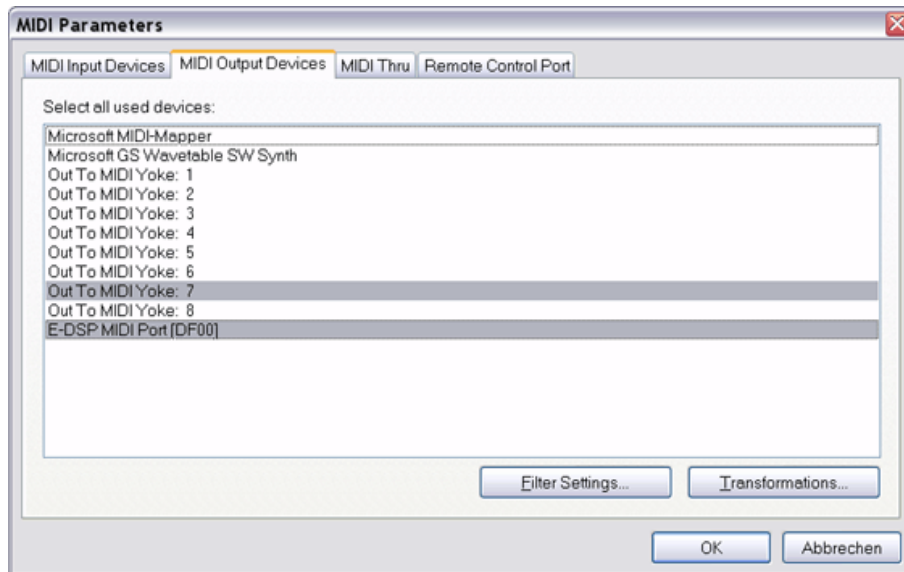 MIDI Parameters
MIDI Input Devices MIDI Output Devices MIDI Thru Remote Control Port
Select all used devices:
Microsoft MIDI-Mapper
Microsoft GS Wavetable SW Synth
Out To MIDI Yoke: 1
Out To MIDI Yoke: 2
Out To MIDI Yoke: 3
Out To MIDI Yoke: 4
Out To MIDI Yoke: 5
Out To MIDI Yoke: 6
Out To MIDI Yoke: 7
Out To MIDI Yoke: 8
E-DSP MIDI Port [DF00]
Filter Settings... Transformations...
OK Abbrechen